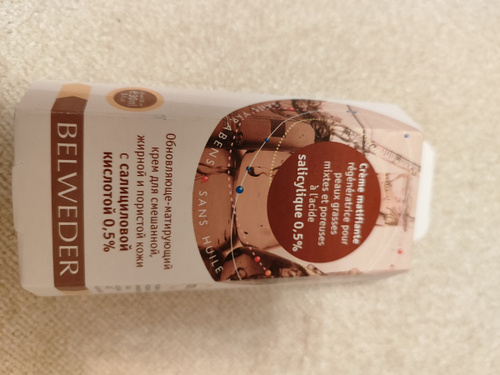 Crème matifiante
régénératrice pour
peaux grasses
mixtes et poreuses
à l'acide
salicylique 0,5%
SANS HUILE
Обновляюще-матирующий
крем для смешанной,
жирной и пористой кожи
с салициловой
кислотой 0,5%
BELWEDER